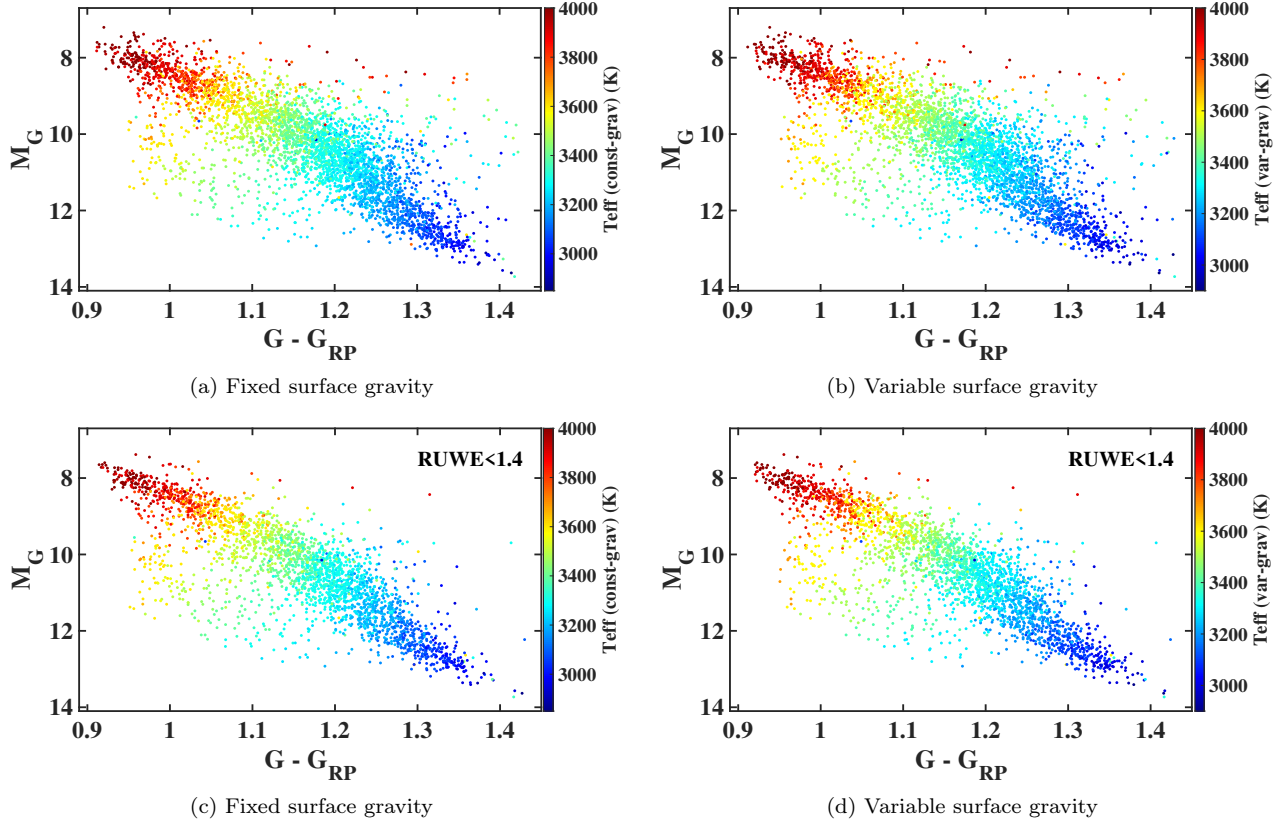 8
10
12
14
M_G
0.9 1 1.1 1.2 1.3 1.4
G - G_RP
4000
3800
3600
3400
3200
3000
Teff (const-grav) (K)
(a) Fixed surface gravity
8
10
12
14
M_G
0.9 1 1.1 1.2 1.3 1.4
G - G_RP
4000
3800
3600
3400
3200
3000
Teff (var-grav) (K)
(b) Variable surface gravity
RUWE<1.4
8
10
12
14
M_G
0.9 1 1.1 1.2 1.3 1.4
G - G_RP
4000
3800
3600
3400
3200
3000
Teff (const-grav) (K)
(c) Fixed surface gravity
RUWE<1.4
8
10
12
14
M_G
0.9 1 1.1 1.2 1.3 1.4
G - G_RP
4000
3800
3600
3400
3200
3000
Teff (var-grav) (K)
(d) Variable surface gravity